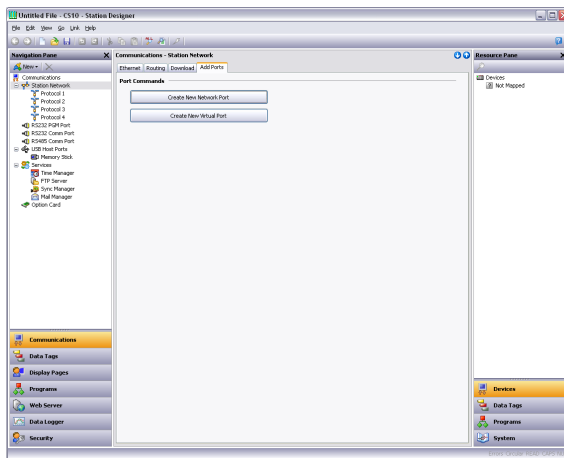 Untitled File - CS10 - Station Designer
File Edit View Go Link Help
Navigation Pane
New
Communications
Station Network
Protocol 1
Protocol 2
Protocol 3
Protocol 4
RS232 PGM Port
RS232 Comm Port
RS485 Comm Port
USB Host Ports
Memory Stick
Services
Time Manager
FTP Server
Sync Manager
Mail Manager
Option Card
Communications
Data Tags
Display Pages
Programs
Web Server
Data Logger
Security
Communications - Station Network
Ethernet Routing Download Add Ports
Port Commands
Create New Network Port
Create New Virtual Port
Resource Pane
Devices
Not Mapped
Devices
Data Tags
Programs
System
Errors Circular READ CAPS